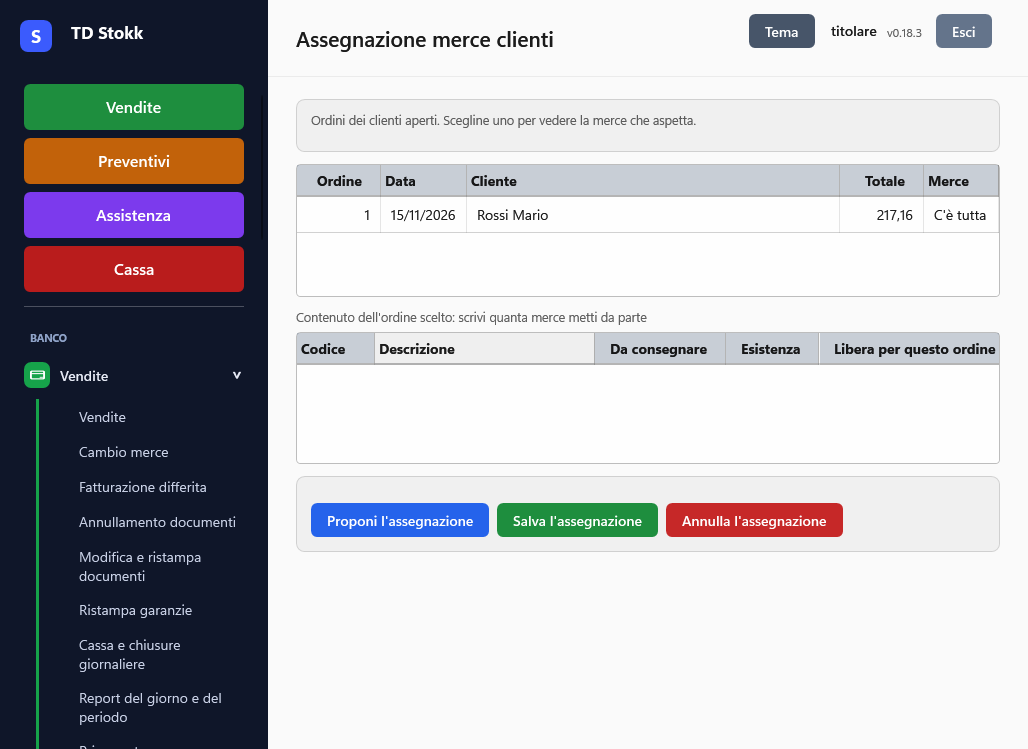 S
TD Stokk
Vendite
Preventivi
Assistenza
Cassa
BANCO
Vendite
Vendite
Cambio merce
Fatturazione differita
Annullamento documenti
Modifica e ristampa
documenti
Ristampa garanzie
Cassa e chiusure
giornaliere
Report del giorno e del
periodo
Assegnazione merce clienti
Tema titolare v0.18.3 Esci
Ordini dei clienti aperti. Scegline uno per vedere la merce che aspetta.
Ordine Data Cliente Totale Merce
1 15/11/2026 Rossi Mario 217,16 C'è tutta
Contenuto dell'ordine scelto: scrivi quanta merce metti da parte
Codice Descrizione Da consegnare Esistenza Libera per questo ordine
Proponi l'assegnazione Salva l'assegnazione Annulla l'assegnazione